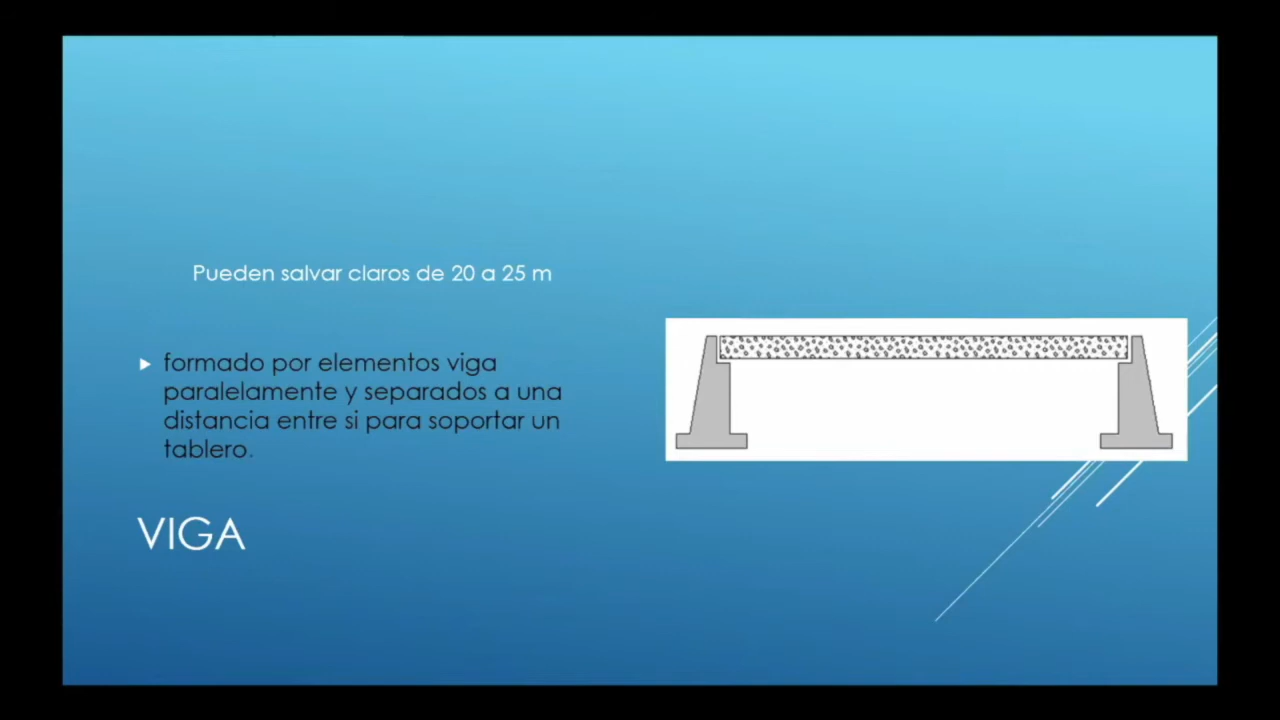 Pueden salvar claros de 20 a 25 m
formado por elementos viga
paralelamente y separados a una
distancia entre si para soportar un
tablero.
VIGA